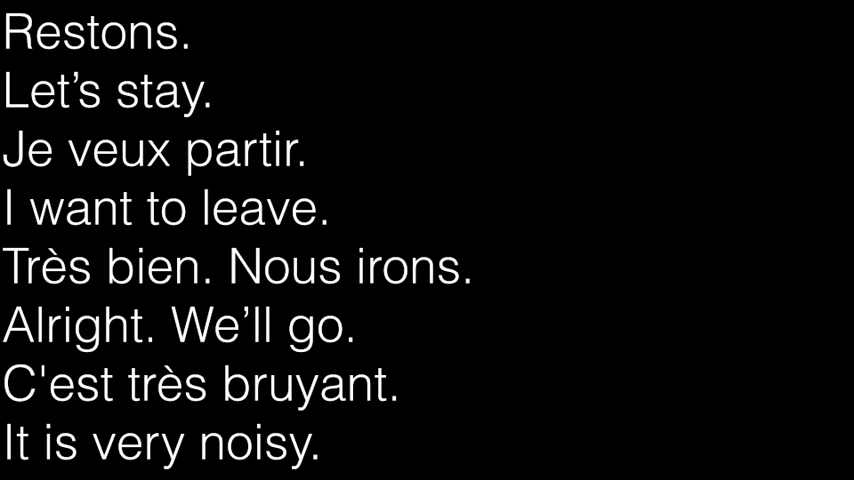 Restons.
Let’s stay.
Je veux partir.
I want to leave.
Très bien. Nous irons.
Alright. We’ll go.
C'est très bruyant.
It is very noisy.